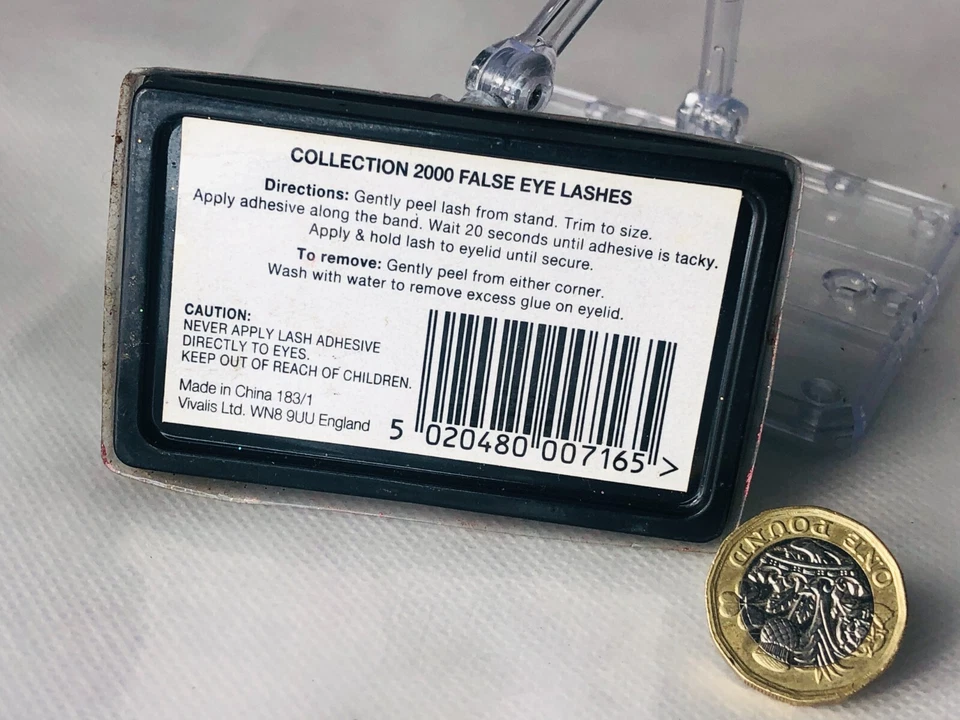 COLLECTION 2000 FALSE EYE LASHES
Directions: Gently peel lash from stand. Trim to size.
Apply adhesive along the band. Wait 20 seconds until adhesive is tacky.
Apply & hold lash to eyelid until secure.
To remove: Gently peel from either corner.
Wash with water to remove excess glue on eyelid.
CAUTION:
NEVER APPLY LASH ADHESIVE
DIRECTLY TO EYES.
KEEP OUT OF REACH OF CHILDREN.
Made in China 183/1
Vivalis Ltd. WN8 9UU England
5 020480 007165 >
ONE POUND